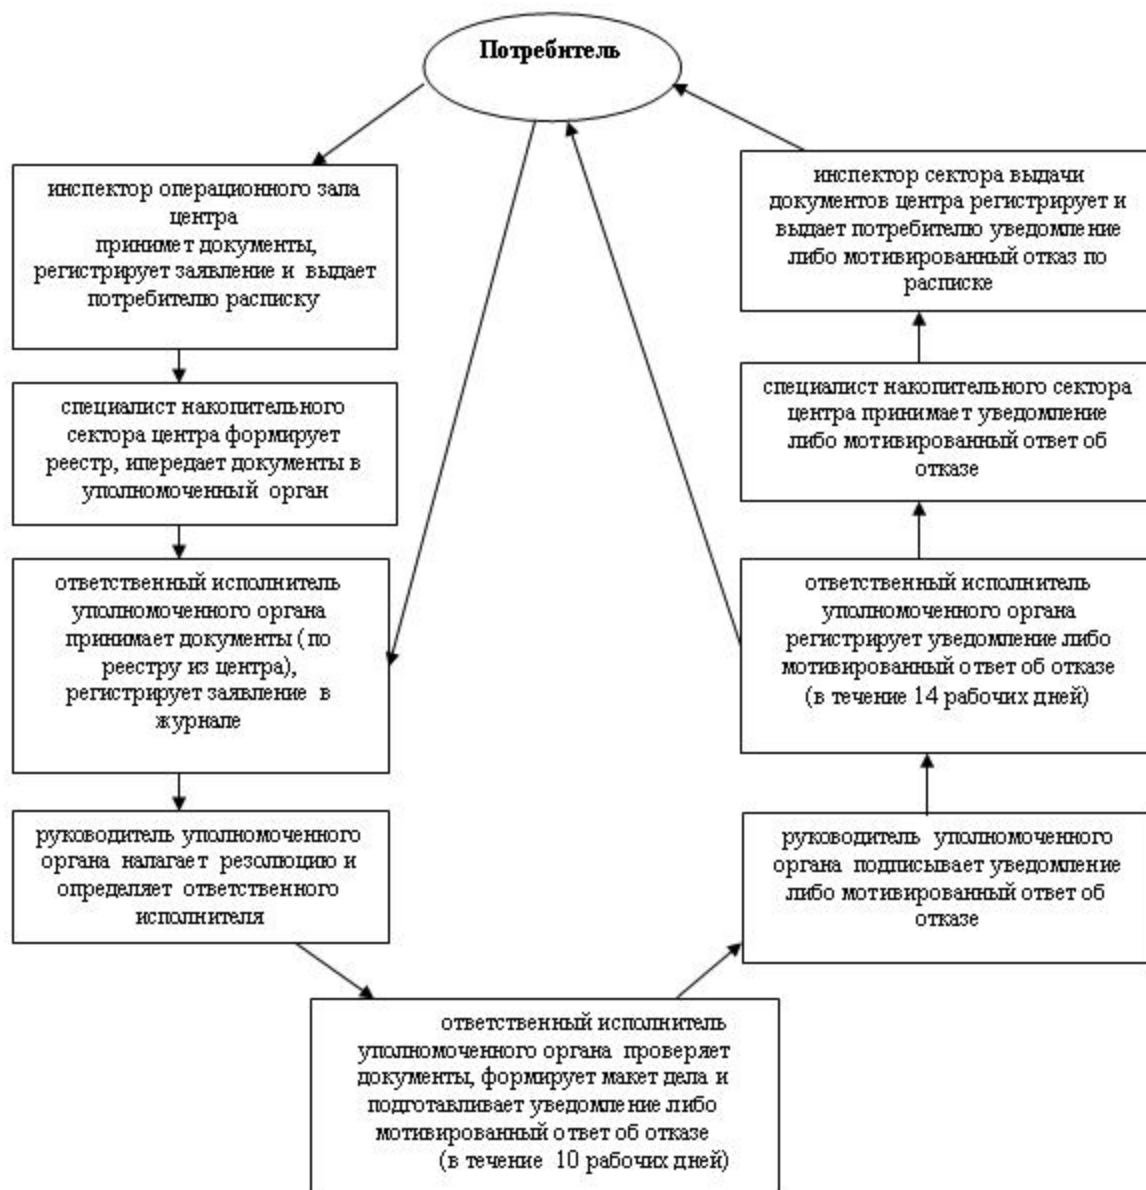 Потребитель
инспектор операционного зала
центра
принимет документы,
регистрирует заявление и выдает
потребителю расписку
специалист накопительного
сектора центра формирует
реестр, ипередает документы в
уполномоченный орган
ответственный исполнитель
уполномоченного органа
принимает документы (по
реестру из центра),
регистрирует заявление в
журнале
руководитель уполномоченного
органа налагает резолюцию и
определяет ответственного
исполнителя
ответственный исполнитель
уполномоченного органа проверяет
документы, формирует макет дела и
подготавливает уведомление либо
мотивированный ответ об отказе
(в течение 10 рабочих дней)
руководитель уполномоченного
органа подписывает уведомление
либо мотивированный ответ об
отказе
ответственный исполнитель
уполномоченного органа
регистрирует уведомление либо
мотивированный ответ об отказе
(в течение 14 рабочих дней)
специалист накопительного сектора
центра принимает уведомление
либо мотивированный ответ об
отказе
инспектор сектора выдачи
документов центра регистрирует и
выдает потребителю уведомление
либо мотивированный отказ по
расписке